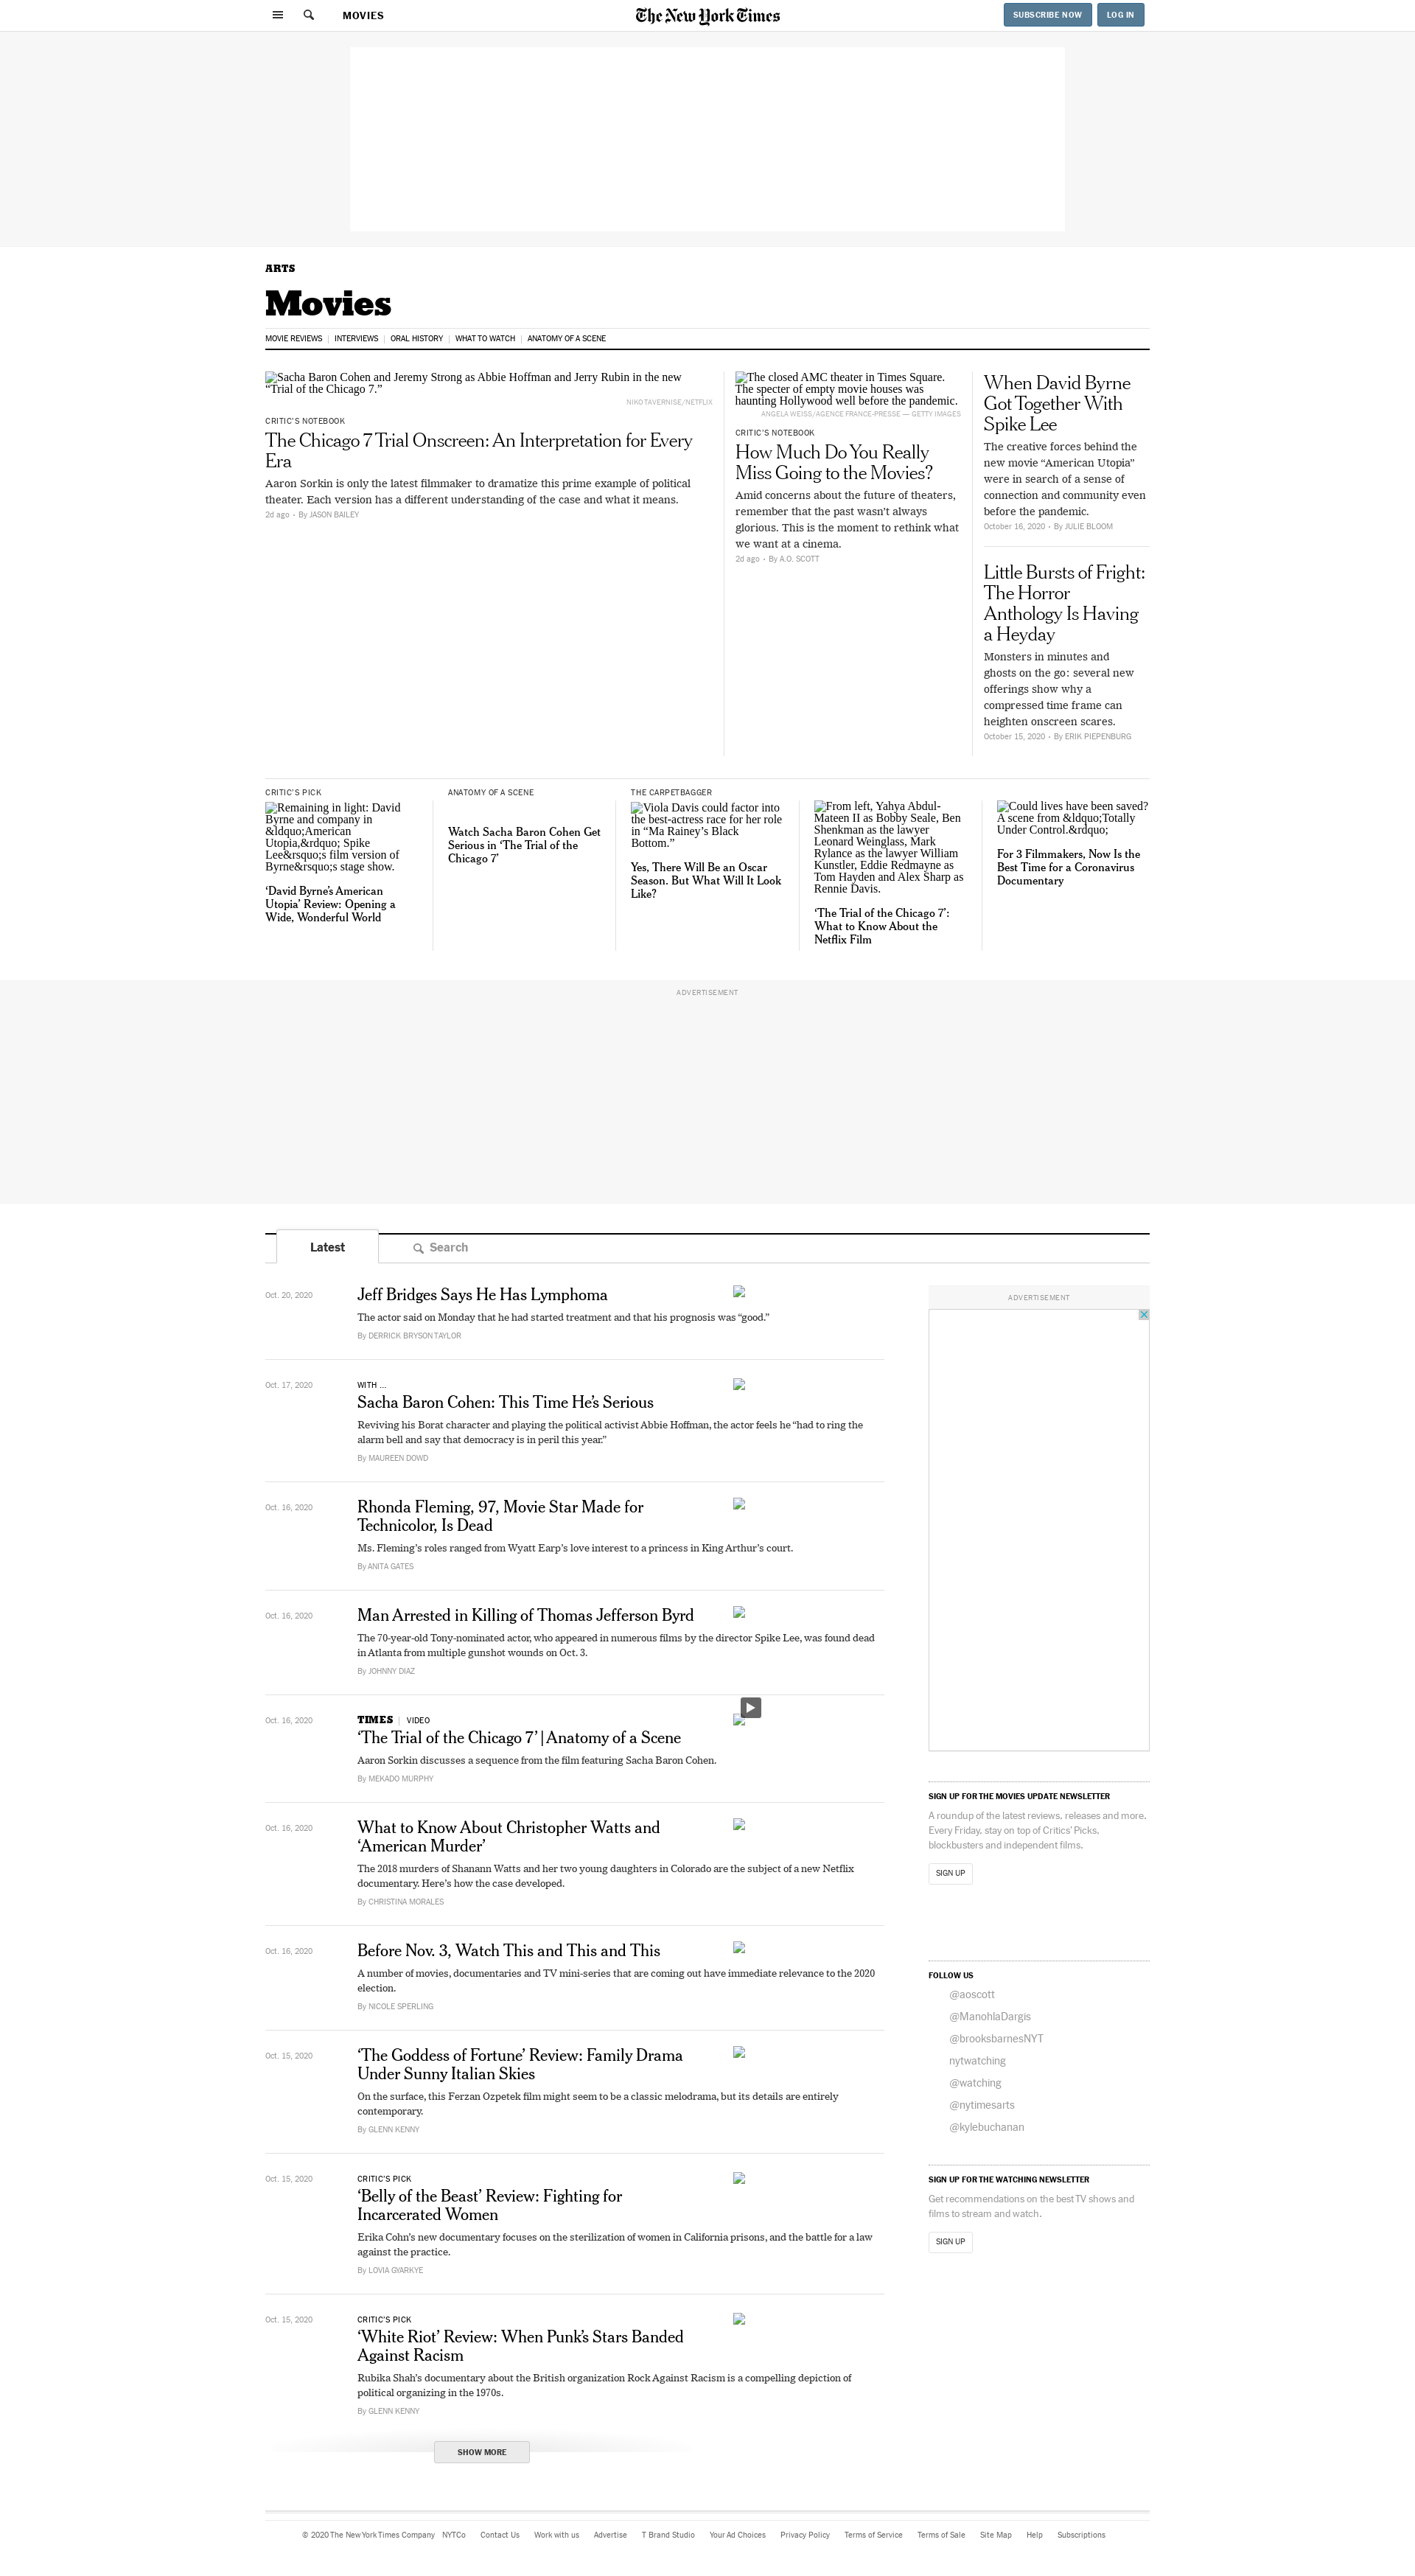 MOVIES
The New York Times
SUBSCRIBE NOW
LOG IN
ARTS
Movies
MOVIE REVIEWS | INTERVIEWS | ORAL HISTORY | WHAT TO WATCH | ANATOMY OF A SCENE
Sacha Baron Cohen and Jeremy Strong as Abbie Hoffman and Jerry Rubin in the new
“Trial of the Chicago 7.”
NIKO TAVERNISE/NETFLIX
CRITIC’S NOTEBOOK
The Chicago 7 Trial Onscreen: An Interpretation for Every
Era
Aaron Sorkin is only the latest filmmaker to dramatize this prime example of political
theater. Each version has a different understanding of the case and what it means.
2d ago • By JASON BAILEY
The closed AMC theater in Times Square.
The specter of empty movie houses was
haunting Hollywood well before the pandemic.
ANGELA WEISS/AGENCE FRANCE-PRESSE — GETTY IMAGES
CRITIC’S NOTEBOOK
How Much Do You Really
Miss Going to the Movies?
Amid concerns about the future of theaters,
remember that the past wasn’t always
glorious. This is the moment to rethink what
we want at a cinema.
2d ago • By A.O. SCOTT
When David Byrne
Got Together With
Spike Lee
The creative forces behind the
new movie “American Utopia”
were in search of a sense of
connection and community even
before the pandemic.
October 16, 2020 • By JULIE BLOOM
Little Bursts of Fright:
The Horror
Anthology Is Having
a Heyday
Monsters in minutes and
ghosts on the go: several new
offerings show why a
compressed time frame can
heighten onscreen scares.
October 15, 2020 • By ERIK PIEPENBURG
CRITIC’S PICK
Remaining in light: David
Byrne and company in
&ldquo;American
Utopia,&rdquo; Spike
Lee&rsquo;s film version of
Byrne&rsquo;s stage show.
‘David Byrne’s American
Utopia’ Review: Opening a
Wide, Wonderful World
ANATOMY OF A SCENE
Watch Sacha Baron Cohen Get
Serious in ‘The Trial of the
Chicago 7’
THE CARPETBAGGER
Viola Davis could factor into
the best-actress race for her role
in “Ma Rainey’s Black
Bottom.”
Yes, There Will Be an Oscar
Season. But What Will It Look
Like?
From left, Yahya Abdul-
Mateen II as Bobby Seale, Ben
Shenkman as the lawyer
Leonard Weinglass, Mark
Rylance as the lawyer William
Kunstler, Eddie Redmayne as
Tom Hayden and Alex Sharp as
Rennie Davis.
‘The Trial of the Chicago 7’:
What to Know About the
Netflix Film
Could lives have been saved?
A scene from &ldquo;Totally
Under Control.&rdquo;
For 3 Filmmakers, Now Is the
Best Time for a Coronavirus
Documentary
ADVERTISEMENT
Latest
Search
Oct. 20, 2020
Jeff Bridges Says He Has Lymphoma
The actor said on Monday that he had started treatment and that his prognosis was “good.”
By DERRICK BRYSON TAYLOR
Oct. 17, 2020
WITH ...
Sacha Baron Cohen: This Time He’s Serious
Reviving his Borat character and playing the political activist Abbie Hoffman, the actor feels he “had to ring the
alarm bell and say that democracy is in peril this year.”
By MAUREEN DOWD
Oct. 16, 2020
Rhonda Fleming, 97, Movie Star Made for
Technicolor, Is Dead
Ms. Fleming’s roles ranged from Wyatt Earp’s love interest to a princess in King Arthur’s court.
By ANITA GATES
Oct. 16, 2020
Man Arrested in Killing of Thomas Jefferson Byrd
The 70-year-old Tony-nominated actor, who appeared in numerous films by the director Spike Lee, was found dead
in Atlanta from multiple gunshot wounds on Oct. 3.
By JOHNNY DIAZ
Oct. 16, 2020
TIMES | VIDEO
‘The Trial of the Chicago 7’ | Anatomy of a Scene
Aaron Sorkin discusses a sequence from the film featuring Sacha Baron Cohen.
By MEKADO MURPHY
Oct. 16, 2020
What to Know About Christopher Watts and
‘American Murder’
The 2018 murders of Shanann Watts and her two young daughters in Colorado are the subject of a new Netflix
documentary. Here’s how the case developed.
By CHRISTINA MORALES
Oct. 16, 2020
Before Nov. 3, Watch This and This and This
A number of movies, documentaries and TV mini-series that are coming out have immediate relevance to the 2020
election.
By NICOLE SPERLING
Oct. 15, 2020
‘The Goddess of Fortune’ Review: Family Drama
Under Sunny Italian Skies
On the surface, this Ferzan Ozpetek film might seem to be a classic melodrama, but its details are entirely
contemporary.
By GLENN KENNY
Oct. 15, 2020
CRITIC’S PICK
‘Belly of the Beast’ Review: Fighting for
Incarcerated Women
Erika Cohn’s new documentary focuses on the sterilization of women in California prisons, and the battle for a law
against the practice.
By LOVIA GYARKYE
Oct. 15, 2020
CRITIC’S PICK
‘White Riot’ Review: When Punk’s Stars Banded
Against Racism
Rubika Shah’s documentary about the British organization Rock Against Racism is a compelling depiction of
political organizing in the 1970s.
By GLENN KENNY
SHOW MORE
ADVERTISEMENT
SIGN UP FOR THE MOVIES UPDATE NEWSLETTER
A roundup of the latest reviews, releases and more.
Every Friday, stay on top of Critics’ Picks,
blockbusters and independent films.
SIGN UP
FOLLOW US
@aoscott
@ManohlaDargis
@brooksbarnesNYT
nytwatching
@watching
@nytimesarts
@kylebuchanan
SIGN UP FOR THE WATCHING NEWSLETTER
Get recommendations on the best TV shows and
films to stream and watch.
SIGN UP
© 2020 The New York Times Company NYTCo Contact Us Work with us Advertise T Brand Studio Your Ad Choices Privacy Policy Terms of Service Terms of Sale Site Map Help Subscriptions